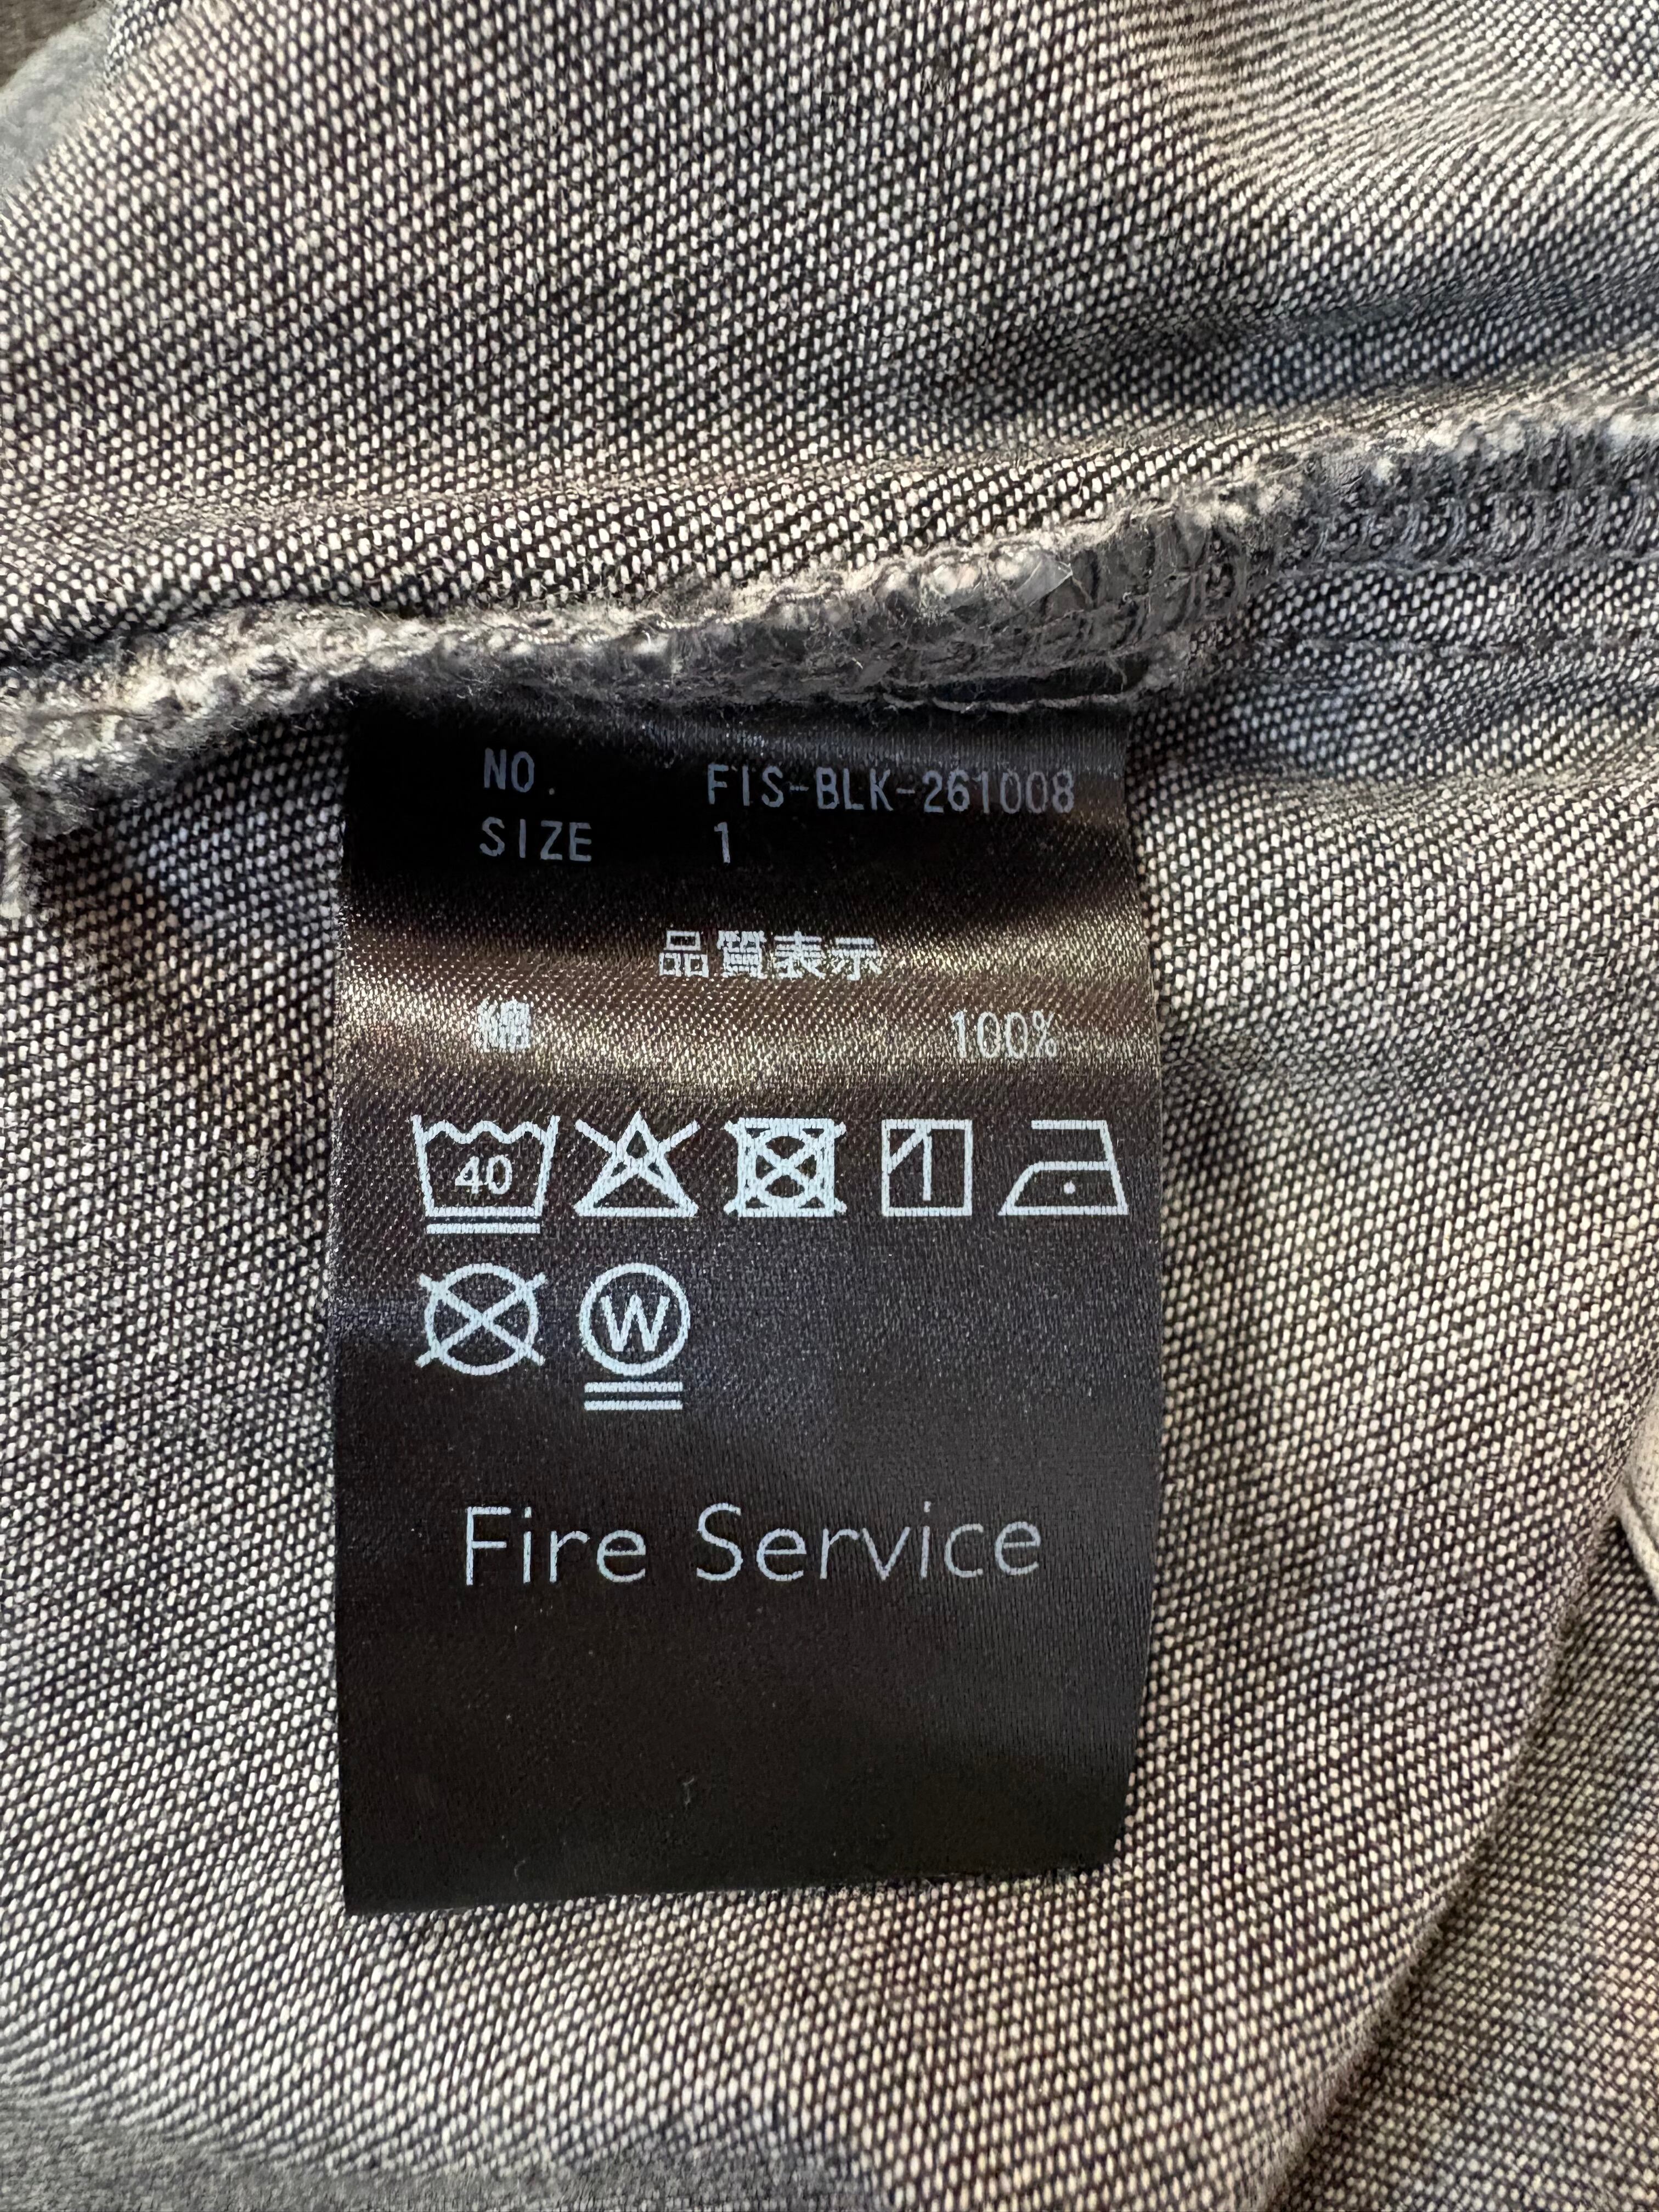 NO. FIS-BLK-261008
SIZE 1
品質表示
綿 100%
40
W
Fire Service